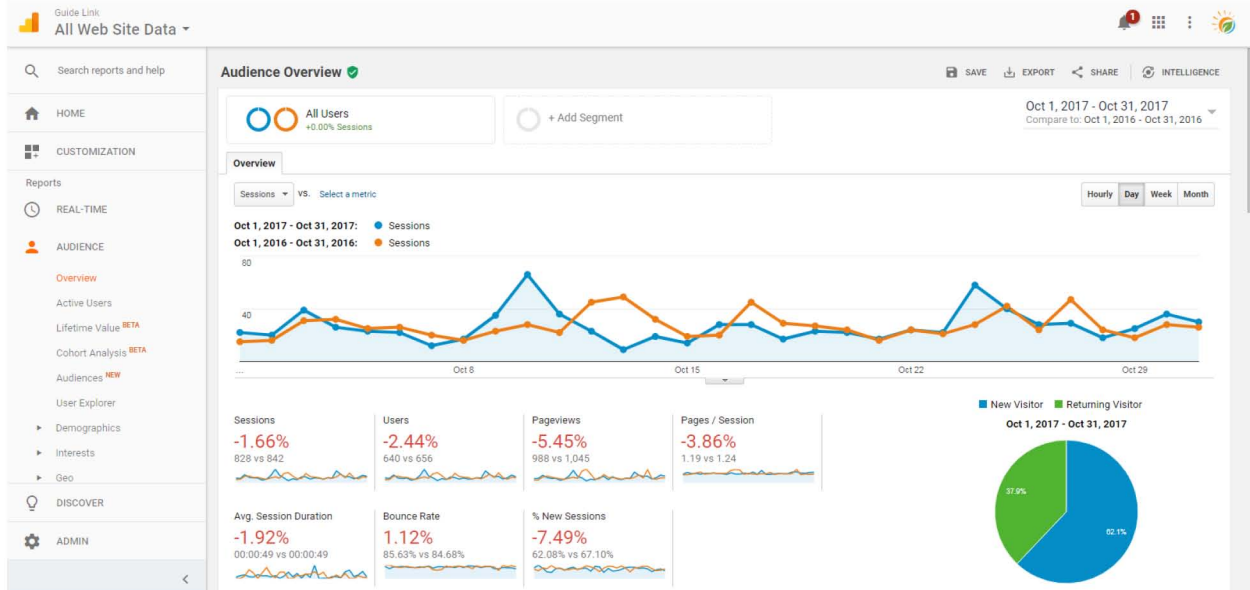 Guide Link
All Web Site Data
1
Search reports and help
HOME
CUSTOMIZATION
Reports
REAL-TIME
AUDIENCE
Overview
Active Users
Lifetime Value BETA
Cohort Analysis BETA
Audiences NEW
User Explorer
Demographics
Interests
Geo
DISCOVER
ADMIN
Audience Overview
SAVE EXPORT SHARE INTELLIGENCE
All Users
+0.00% Sessions
+ Add Segment
Oct 1, 2017 - Oct 31, 2017
Compare to: Oct 1, 2016 - Oct 31, 2016
Overview
Sessions VS. Select a metric
Hourly Day Week Month
Oct 1, 2017 - Oct 31, 2017: Sessions
Oct 1, 2016 - Oct 31, 2016: Sessions
80
40
... Oct 8 Oct 15 Oct 22 Oct 29
Sessions
-1.66%
828 vs 842
Users
-2.44%
640 vs 656
Pageviews
-5.45%
988 vs 1,045
Pages / Session
-3.86%
1.19 vs 1.24
Avg. Session Duration
-1.92%
00:00:49 vs 00:00:49
Bounce Rate
1.12%
85.63% vs 84.68%
% New Sessions
-7.49%
62.08% vs 67.10%
New Visitor Returning Visitor
Oct 1, 2017 - Oct 31, 2017
37.9%
62.1%